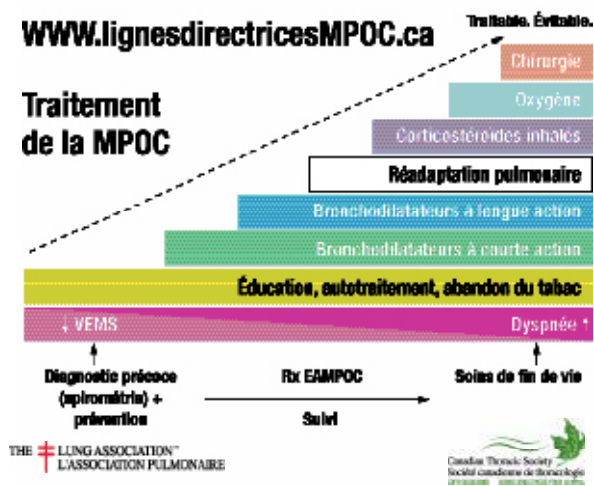 WWW.lignesdirectricesMPOC.ca
Traitable. Évitable.
Traitement
de la MPOC
Chirurgie
Oxygène
Corticostéroïdes inhalés
Réadaptation pulmonaire
Bronchodilatateurs à longue action
Bronchodilatateurs à courte action
Éducation, autotraitement, abandon du tabac
↓ VEMS
Dyspnée ↑
Diagnostic précoce
(spirométrie) +
prévention
Rx EAMPOC
Suivi
Soins de fin de vie
THE LUNG ASSOCIATION™
L'ASSOCIATION PULMONAIRE
Canadian Thoracic Society
Société canadienne de thoracologie